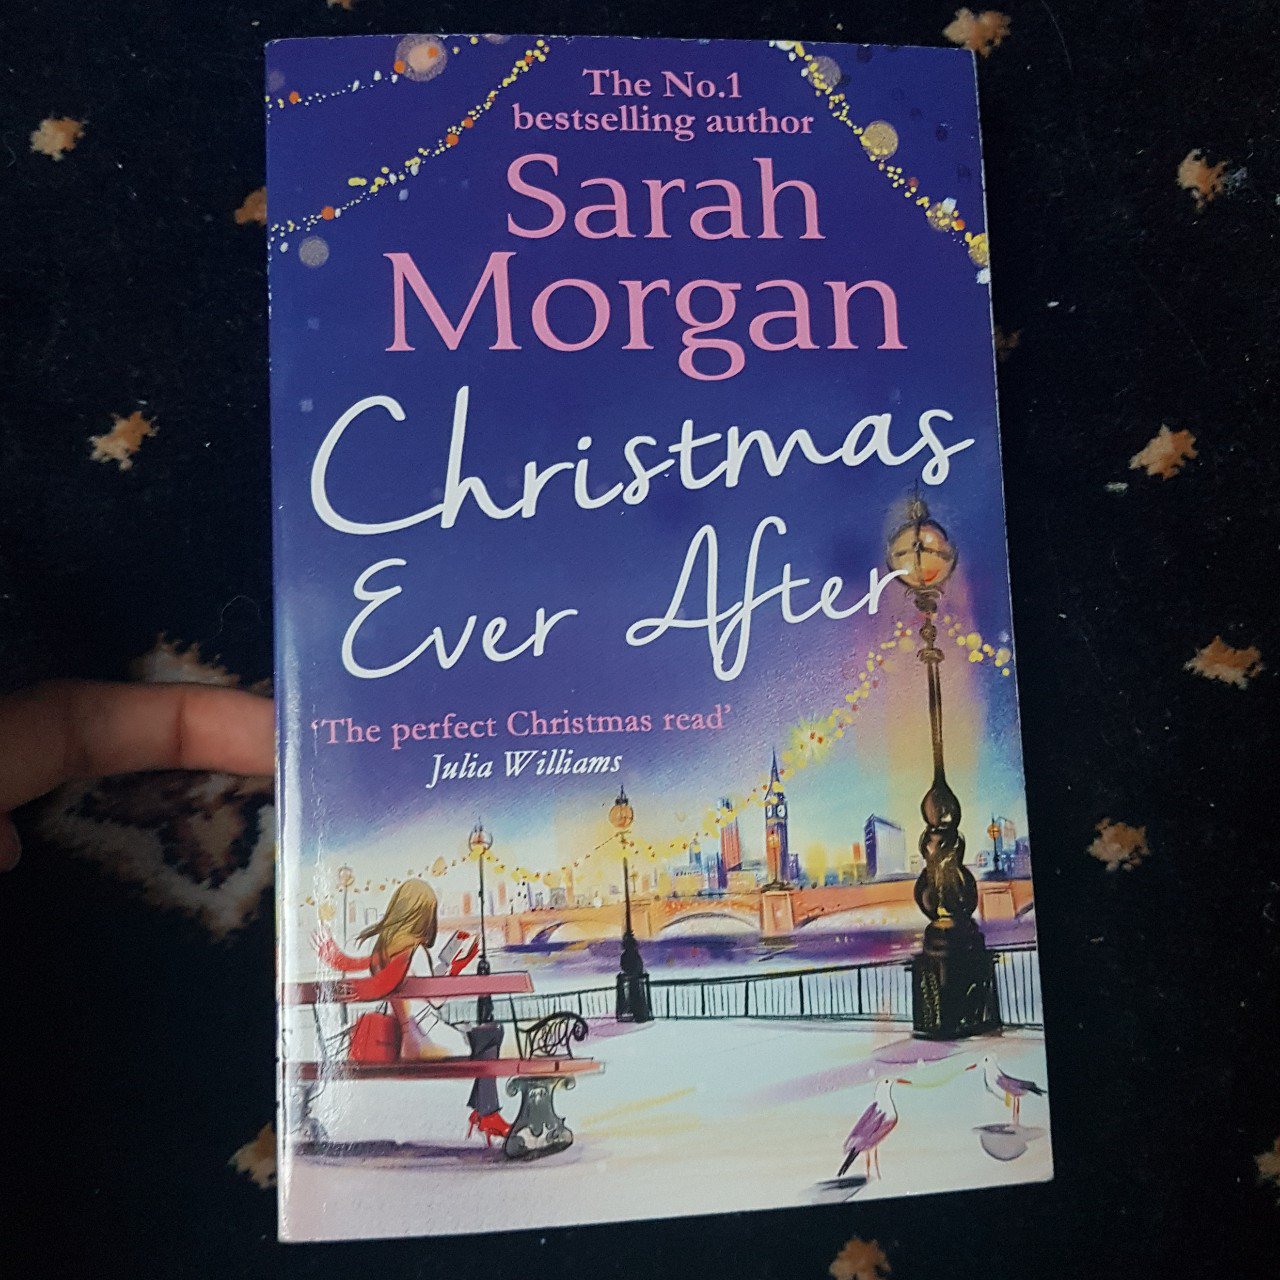 The No.1
bestselling author
Sarah
Morgan
Christmas
Ever After
‘The perfect Christmas read’
Julia Williams